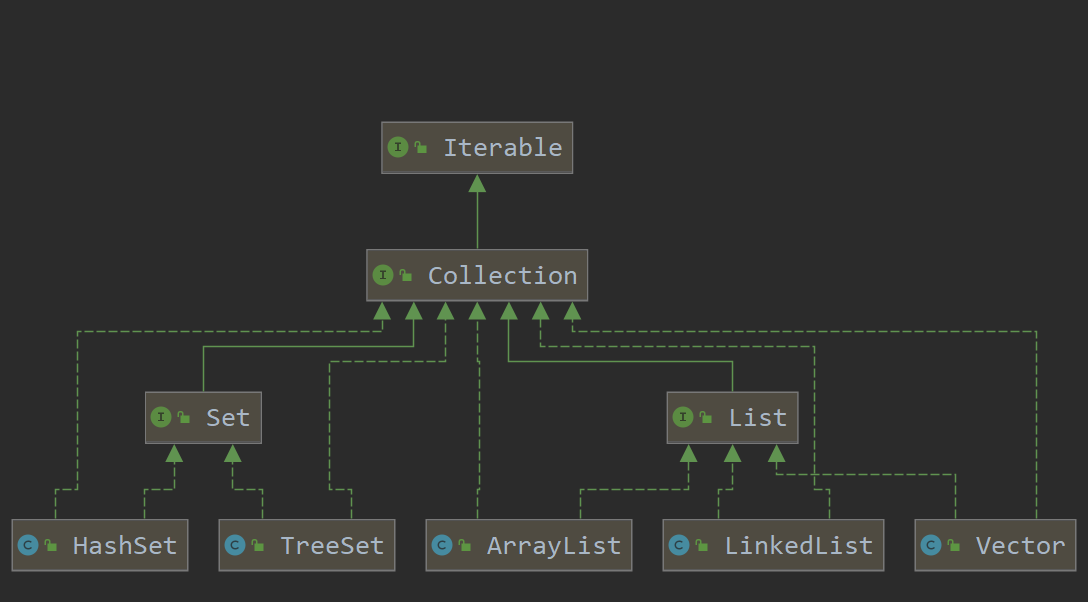 I Iterable
I Collection
I Set
I List
C HashSet
C TreeSet
C ArrayList
C LinkedList
C Vector